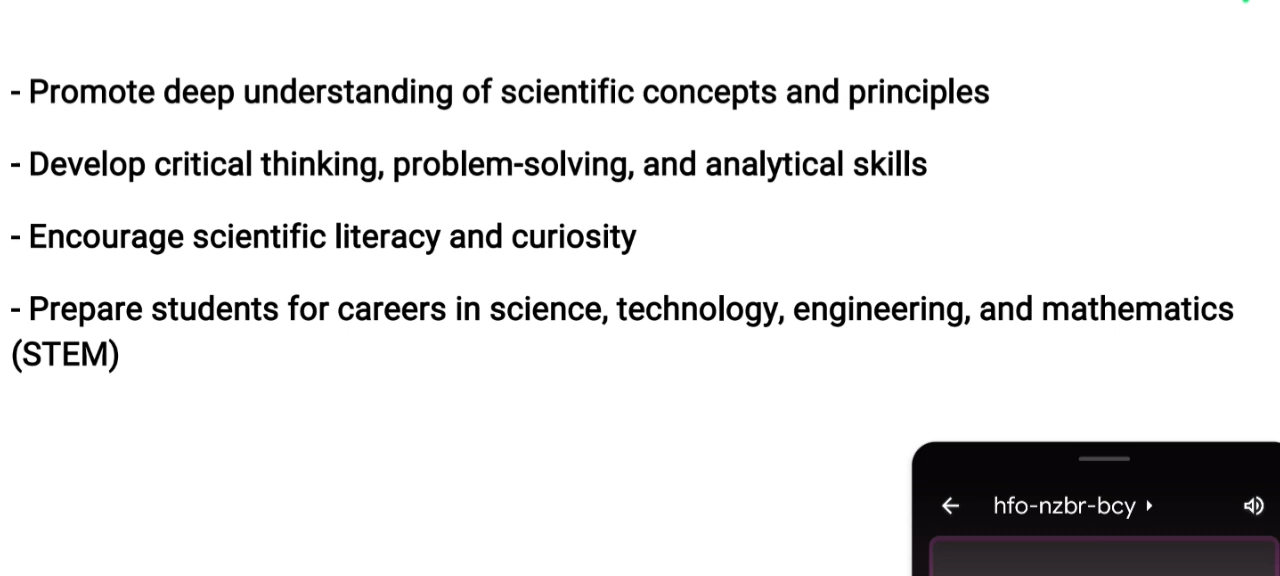 - Promote deep understanding of scientific concepts and principles
- Develop critical thinking, problem-solving, and analytical skills
- Encourage scientific literacy and curiosity
- Prepare students for careers in science, technology, engineering, and mathematics
(STEM)
hfo-nzbr-bcy